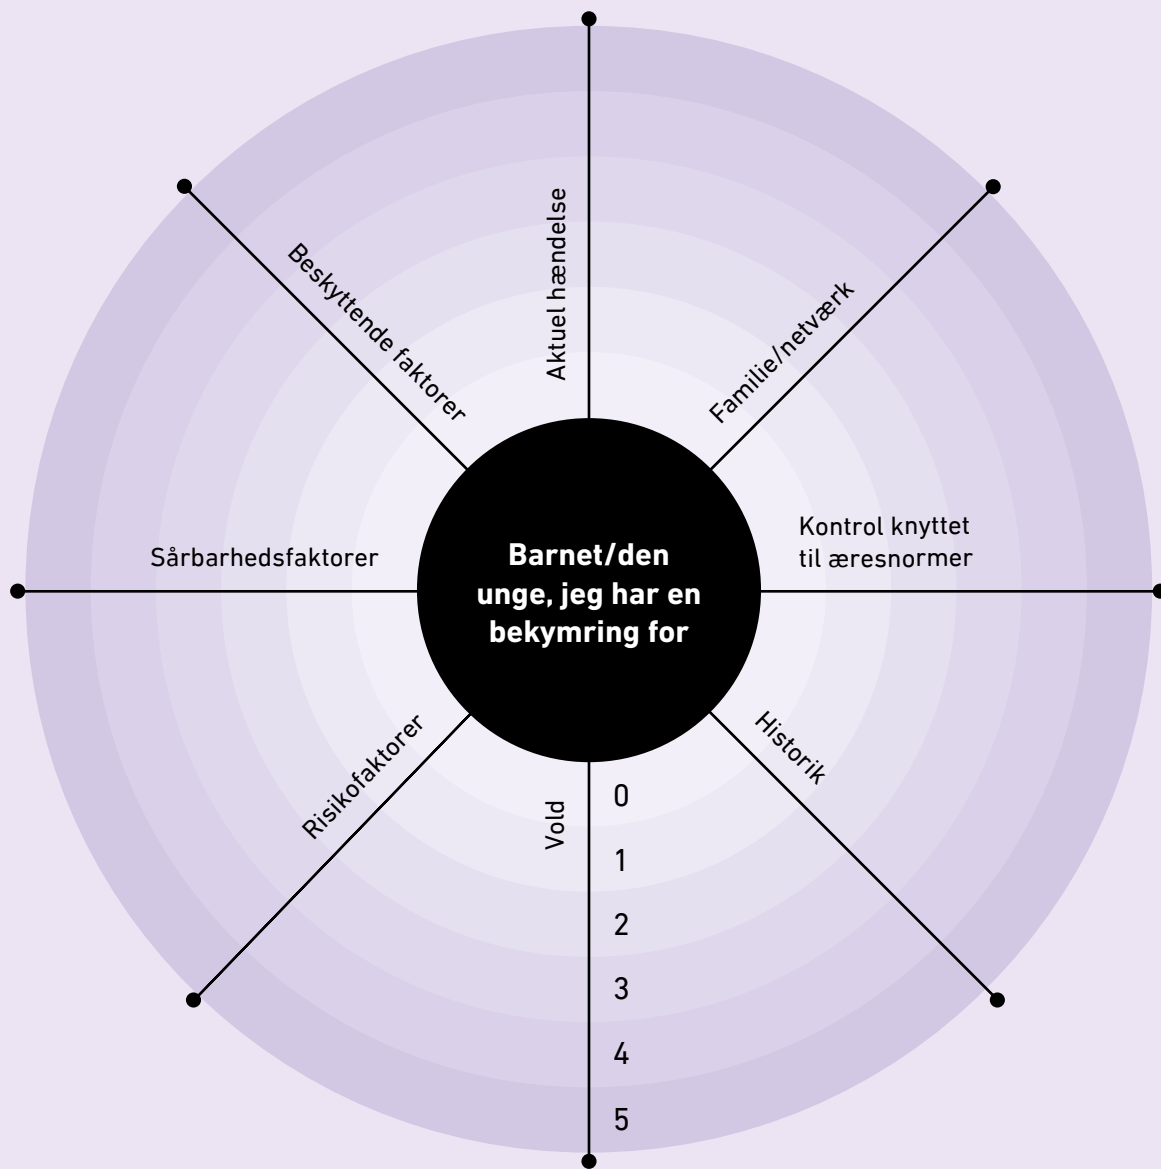 Aktuel hændelse
Beskyttende faktorer
Familie/netværk
Sårbarhedsfaktorer
Barnet/den
unge, jeg har en
bekymring for
Kontrol knyttet
til æresnormer
Risikofaktorer
Vold
Historik
0
1
2
3
4
5